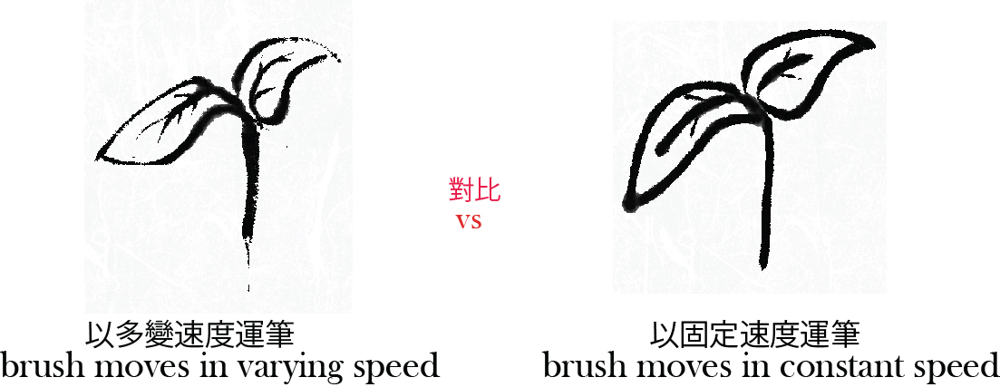 對比
vs
以多變速度運筆
brush moves in varying speed
以固定速度運筆
brush moves in constant speed